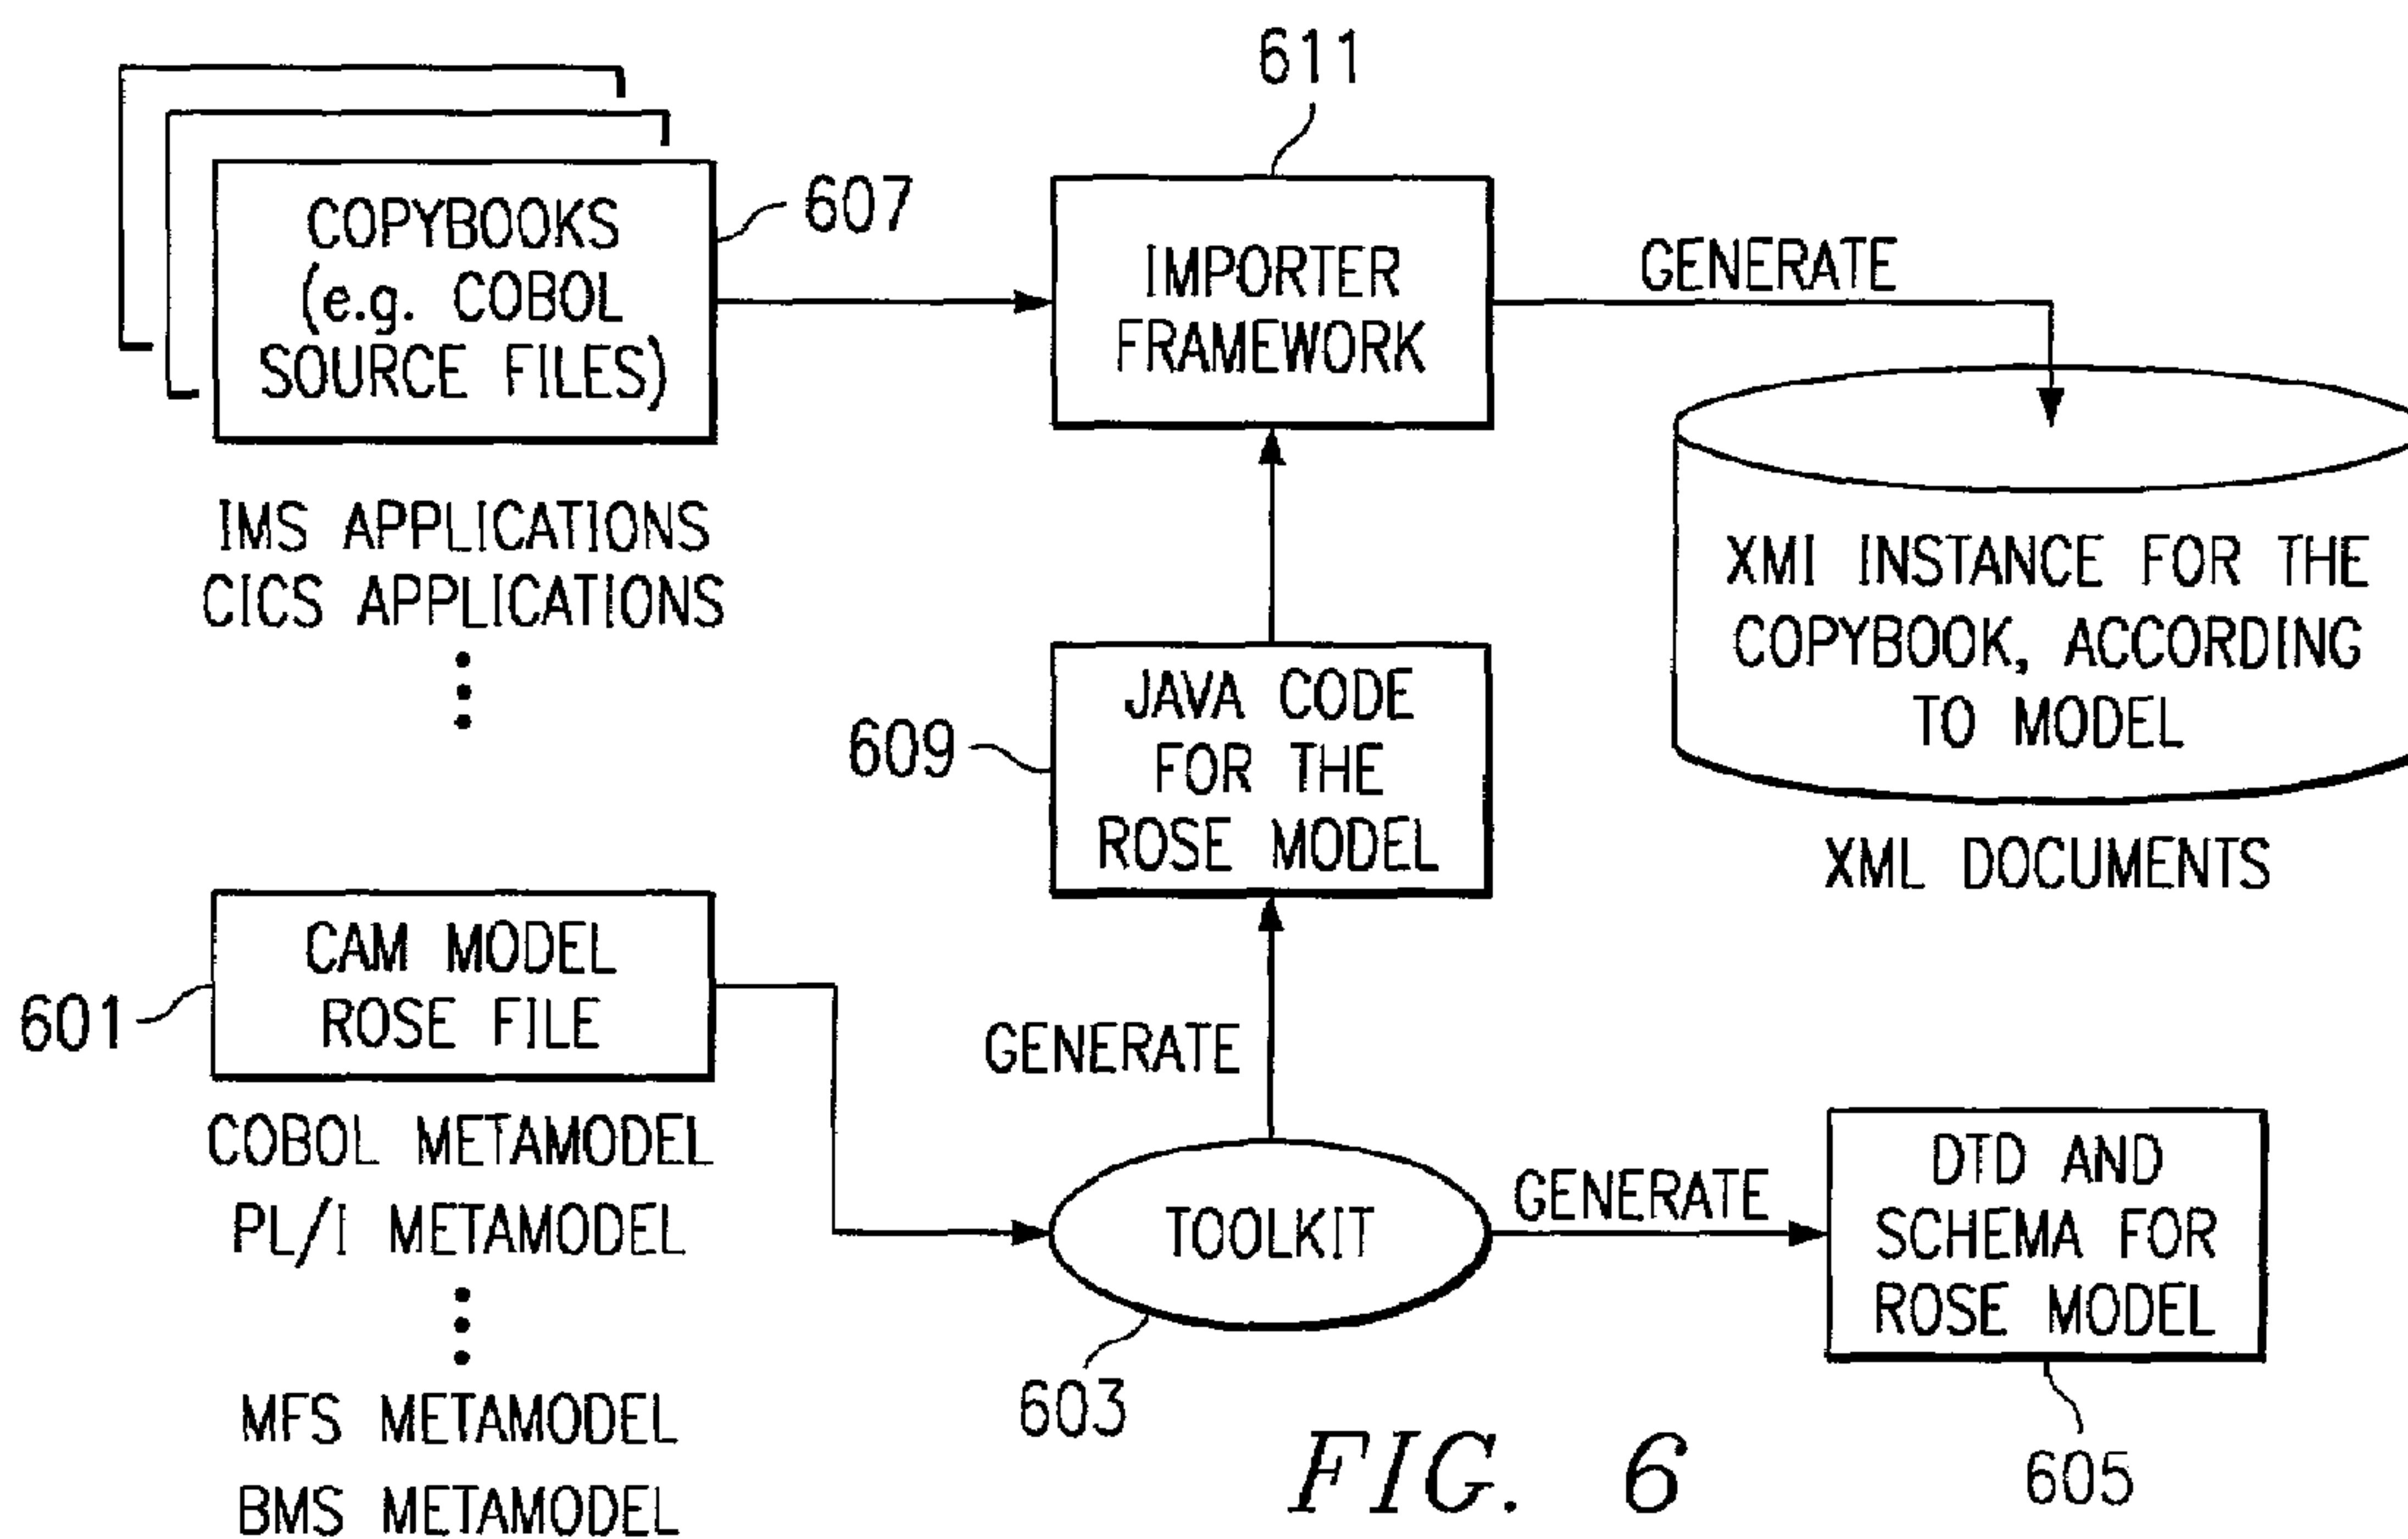 611
COPYBOOKS
(e.g. COBOL
SOURCE FILES)
607
IMPORTER
FRAMEWORK
GENERATE
IMS APPLICATIONS
CICS APPLICATIONS
XMI INSTANCE FOR THE
COPYBOOK, ACCORDING
TO MODEL
XML DOCUMENTS
609
JAVA CODE
FOR THE
ROSE MODEL
601
CAM MODEL
ROSE FILE
COBOL METAMODEL
PL/I METAMODEL
MFS METAMODEL
BMS METAMODEL
GENERATE
TOOLKIT
603
GENERATE
DTD AND
SCHEMA FOR
ROSE MODEL
605
FIG. 6